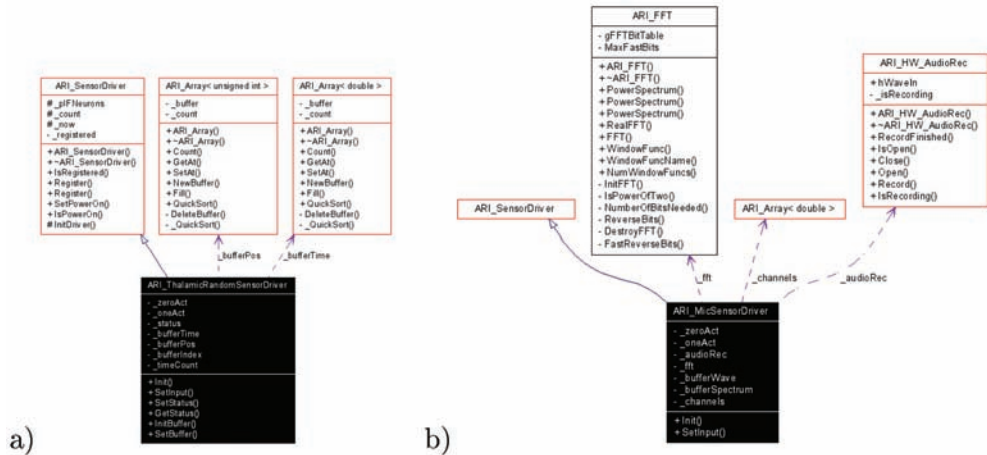 ARI_SensorDriver
# _pIFNeurons
# _count
# _now
- _registered
+ ARI_SensorDriver()
+ ~ARI_SensorDriver()
+ IsRegistered()
+ Register()
+ Register()
+ SetPowerOn()
+ IsPowerOn()
# InitDriver()
ARI_Array< unsigned int >
- _buffer
- _count
+ ARI_Array()
+ ~ARI_Array()
+ Count()
+ GetAt()
+ SetAt()
+ NewBuffer()
+ Fill()
+ QuickSort()
- DeleteBuffer()
- _QuickSort()
ARI_Array< double >
- _buffer
- _count
+ ARI_Array()
+ ~ARI_Array()
+ Count()
+ GetAt()
+ SetAt()
+ NewBuffer()
+ Fill()
+ QuickSort()
- DeleteBuffer()
- _QuickSort()
_bufferPos
_bufferTime
ARI_ThalamicRandomSensorDriver
- _zeroAct
- _oneAct
- _status
- _bufferTime
- _bufferPos
- _bufferIndex
- _timeCount
+ Init()
+ SetInput()
+ SetStatus()
+ GetStatus()
+ InitBuffer()
+ SetBuffer()
a)
ARI_FFT
- gFFTBitTable
- MaxFastBits
+ ARI_FFT()
+ ~ARI_FFT()
+ PowerSpectrum()
+ PowerSpectrum()
+ PowerSpectrum()
+ RealFFT()
+ FFT()
+ WindowFunc()
+ WindowFuncName()
+ NumWindowFuncs()
- InitFFT()
- IsPowerOfTwo()
- NumberOfBitsNeeded()
- ReverseBits()
- DestroyFFT()
- FastReverseBits()
ARI_HW_AudioRec
+ hWaveIn
- _isRecording
+ ARI_HW_AudioRec()
+ ~ARI_HW_AudioRec()
+ RecordFinished()
+ IsOpen()
+ Close()
+ Open()
+ Record()
+ IsRecording()
ARI_SensorDriver
ARI_Array< double >
_fft
_channels
_audioRec
ARI_MicSensorDriver
- _zeroAct
- _oneAct
- _audioRec
- _fft
- _bufferWave
- _bufferSpectrum
- _channels
+ Init()
+ SetInput()
b)